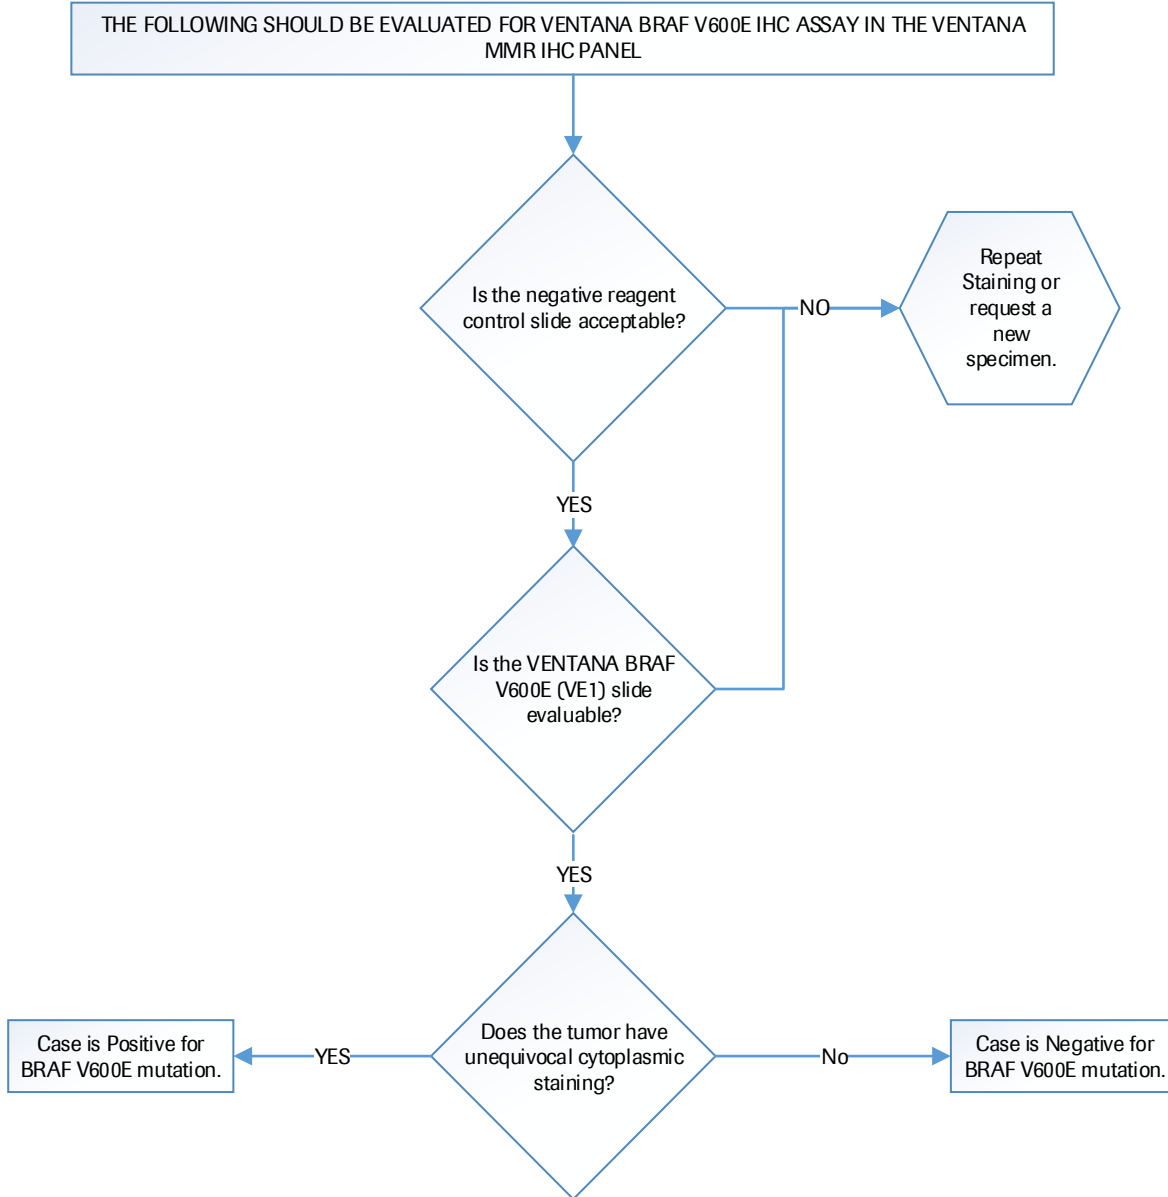 THE FOLLOWING SHOULD BE EVALUATED FOR VENTANA BRAF V600E IHC ASSAY IN THE VENTANA
MMR IHC PANEL
Is the negative reagent
control slide acceptable?
NO
Repeat
Staining or
request a
new
specimen.
YES
Is the VENTANA BRAF
V600E (VE1) slide
evaluable?
YES
Does the tumor have
unequivocal cytoplasmic
staining?
YES
Case is Positive for
BRAF V600E mutation.
No
Case is Negative for
BRAF V600E mutation.